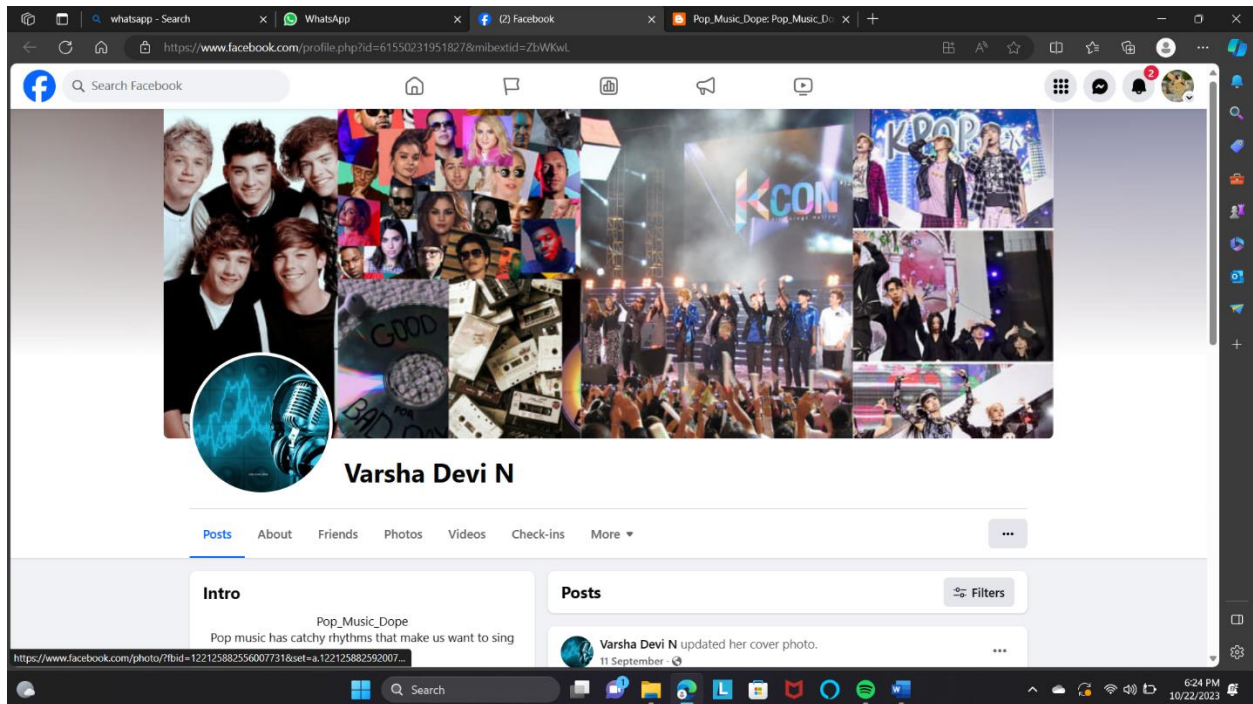 whatsapp - Search
WhatsApp
(2) Facebook
Pop_Music_Dope: Pop_Music_Do
https://www.facebook.com/profile.php?id=61550231951827&mibextid=ZbWKwL
Search Facebook
2
KPOP
KCON
GOOD
FOR
BAD DAY
Varsha Devi N
Posts
About
Friends
Photos
Videos
Check-ins
More
Intro
Pop_Music_Dope
Pop music has catchy rhythms that make us want to sing
Posts
Filters
Varsha Devi N updated her cover photo.
11 September
https://www.facebook.com/photo/?fbid=122125882556007731&set=a.122125882592007...
Search
6:24 PM
10/22/2023